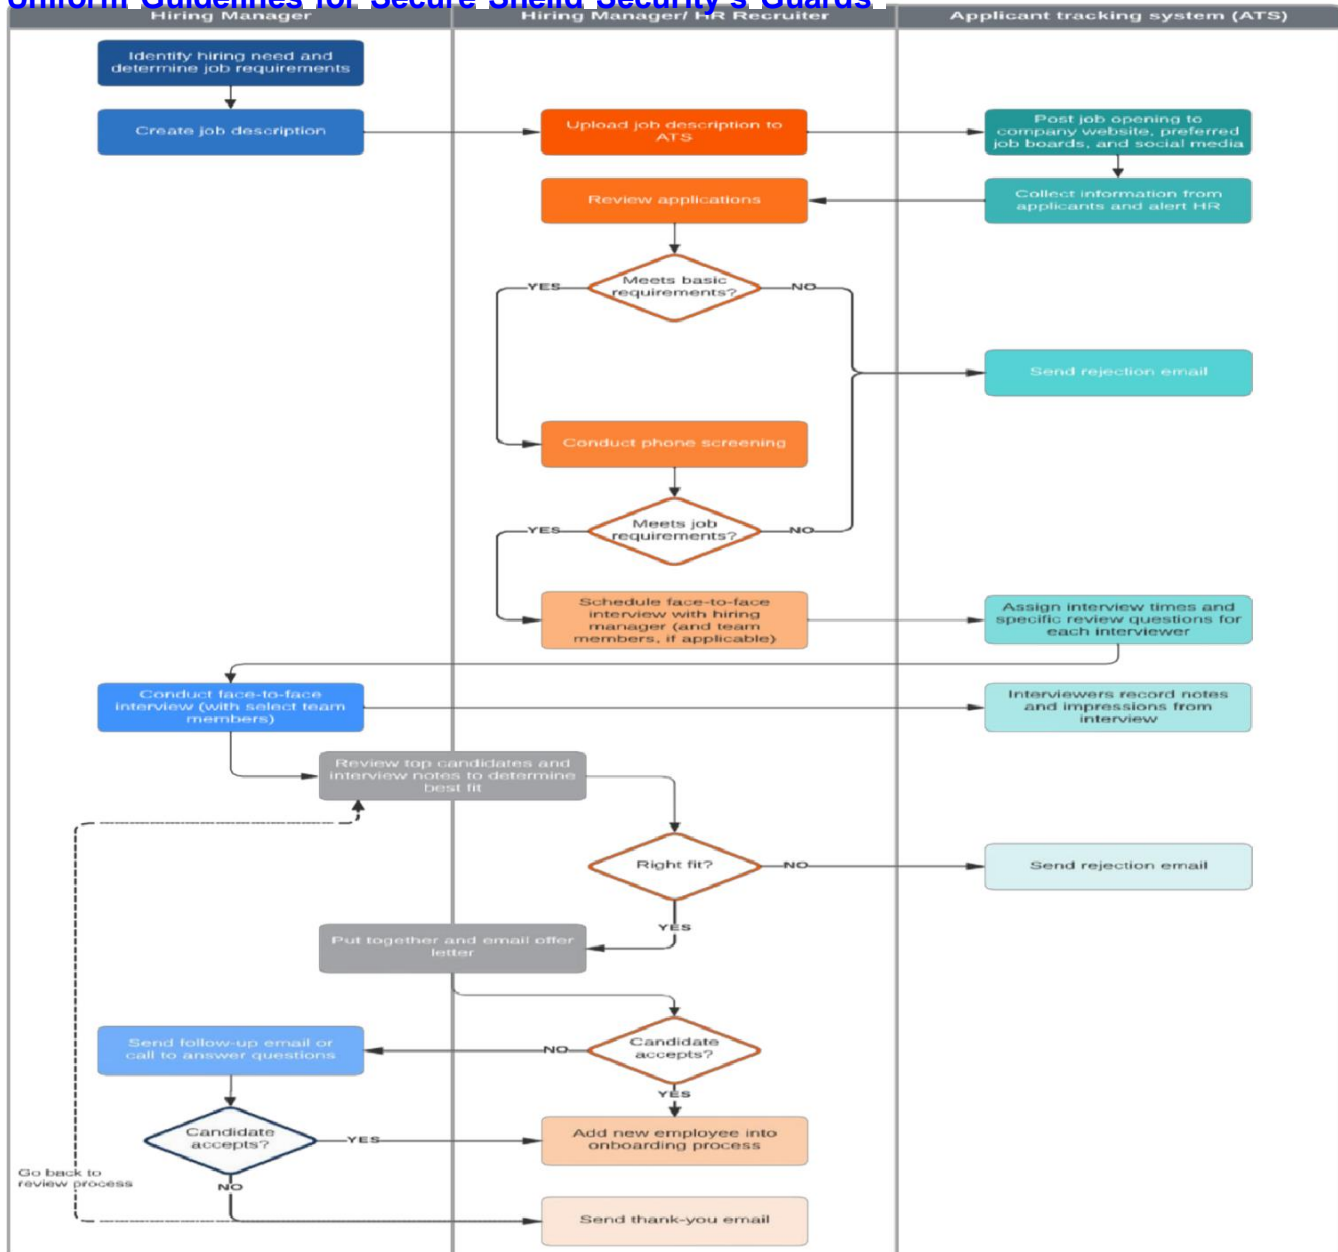 Uniform Guidelines for Secure Sheild Security's Guards
Hiring Manager
Hiring Manager/ HR Recruiter
Applicant tracking system (ATS)
Identify hiring need and
determine job requirements
Create job description
Upload job description to
ATS
Post job opening to
company website, preferred
job boards, and social media
Review applications
Collect information from
applicants and alert HR
Meets basic
requirements?
YES
NO
Send rejection email
Conduct phone screening
Meets job
requirements?
YES
NO
Schedule face-to-face
interview with hiring
manager (and team
members, if applicable)
Assign interview times and
specific review questions for
each interviewer
Conduct face-to-face
interview (with select team
members)
Interviewers record notes
and impressions from
interview
Review top candidates and
interview notes to determine
best fit
Right fit?
NO
Send rejection email
YES
Put together and email offer
letter
Candidate
accepts?
NO
Send follow-up email or
call to answer questions
YES
Candidate
accepts?
YES
Add new employee into
onboarding process
Go back to
review process
NO
Send thank-you email